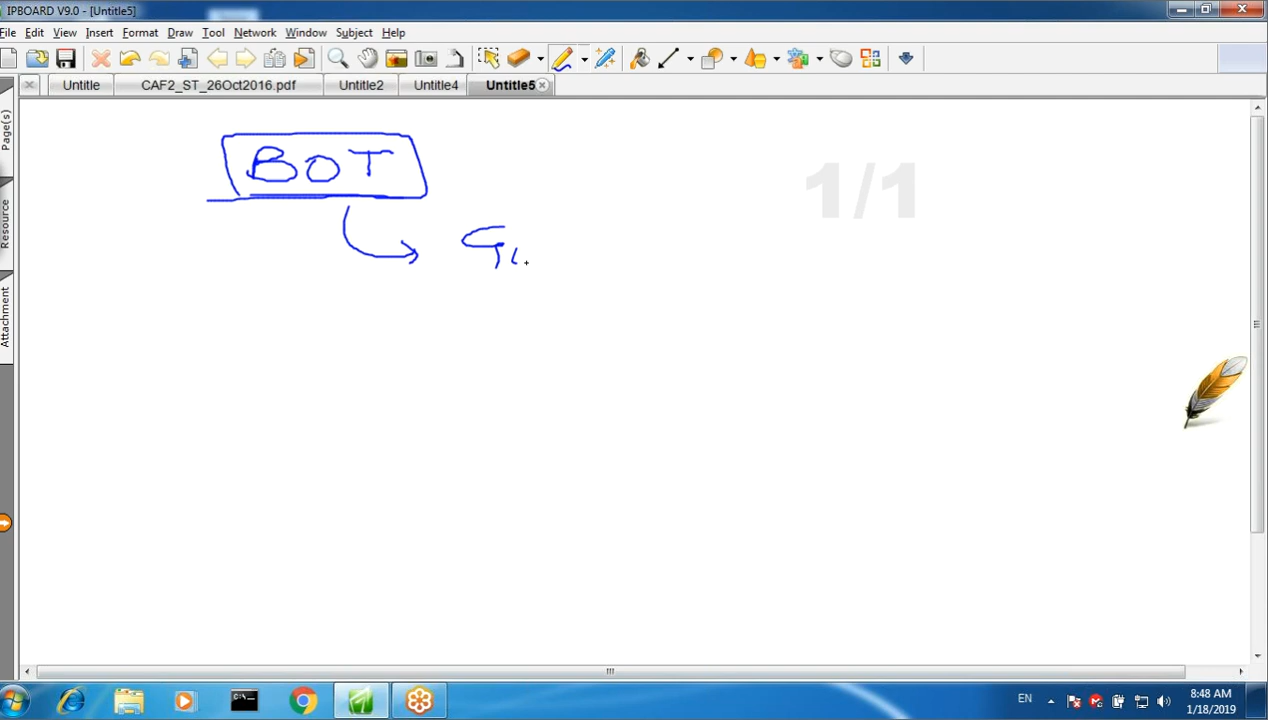 IPBOARD V9.0 - [Untitle5]
File Edit View Insert Format Draw Tool Network Window Subject Help
Untitle CAF2_ST_26Oct2016.pdf Untitle2 Untitle4 Untitle5
Page(s)
Resource
Attachment
1/1
BOT
G
EN 8:48 AM
1/18/2019